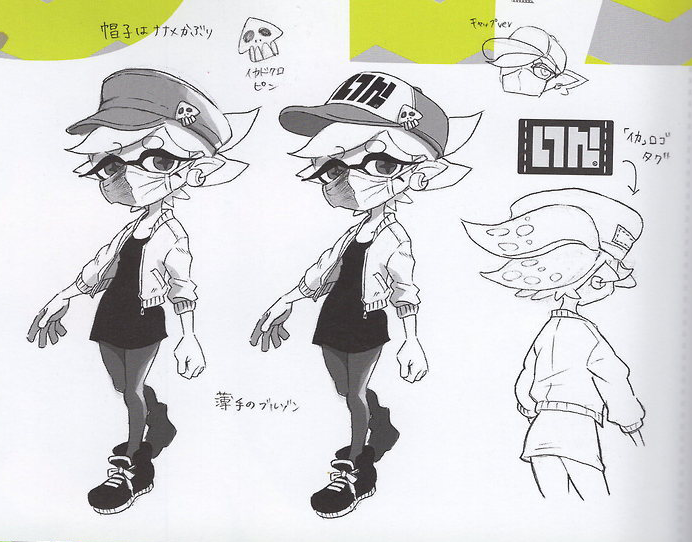 帽子はナナメかぶり
イカドクロ
ピン
キャップver
「イカ」ロゴ
タグ
薄手のブルゾン